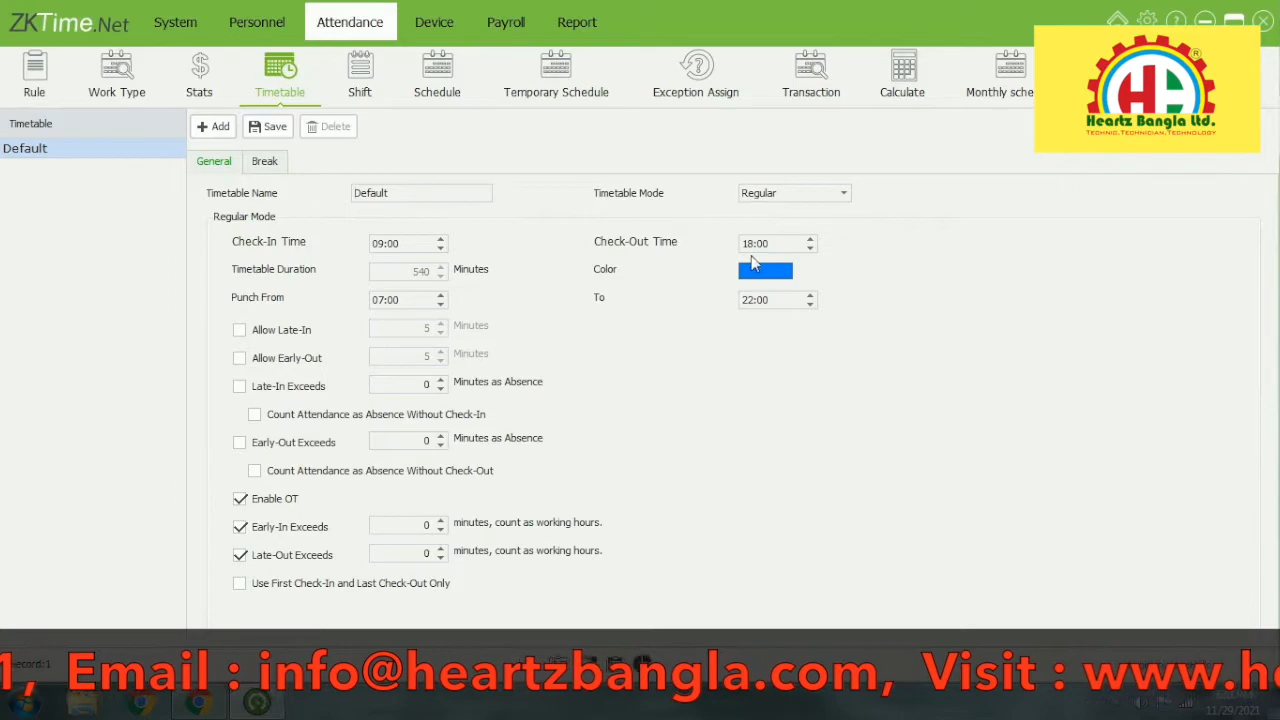 ZKTime.Net System Personnel Attendance Device Payroll Report
Rule Work Type Stats Timetable Shift Schedule Temporary Schedule Exception Assign Transaction Calculate Monthly sche
Heartz Bangla Ltd.
TECHNIC,TECHNICIAN,TECHNOLOGY
Timetable
Default
Add Save Delete
General Break
Timetable Name Default Timetable Mode Regular
Regular Mode
Check-In Time 09:00 Check-Out Time 18:00
Timetable Duration 540 Minutes Color
Punch From 07:00 To 22:00
Allow Late-In 5 Minutes
Allow Early-Out 5 Minutes
Late-In Exceeds 0 Minutes as Absence
Count Attendance as Absence Without Check-In
Early-Out Exceeds 0 Minutes as Absence
Count Attendance as Absence Without Check-Out
Enable OT
Early-In Exceeds 0 minutes, count as working hours.
Late-Out Exceeds 0 minutes, count as working hours.
Use First Check-In and Last Check-Out Only
Record:1
1, Email : info@heartzbangla.com, Visit : www.he
11/29/2021